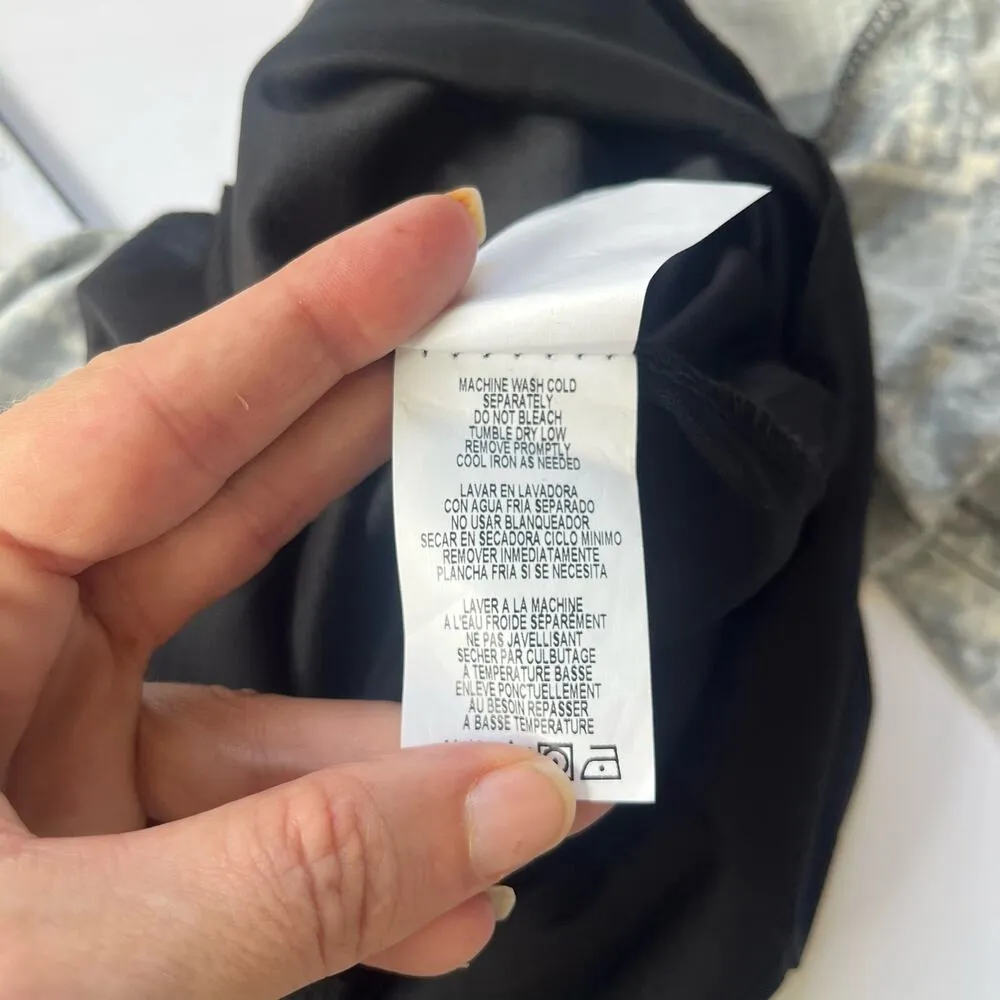 MACHINE WASH COLD
SEPARATELY
DO NOT BLEACH
TUMBLE DRY LOW
REMOVE PROMPTLY
COOL IRON AS NEEDED
LAVAR EN LAVADORA
CON AGUA FRIA SEPARADO
NO USAR BLANQUEADOR
SECAR EN SECADORA CICLO MINIMO
REMOVER INMEDIATAMENTE
PLANCHA FRIA SI SE NECESITA
LAVER A LA MACHINE
A L'EAU FROIDE SÉPARÉMENT
NE PAS JAVELLISANT
SECHER PAR CULBUTAGE
A TEMPERATURE BASSE
ENLEVE PONCTUELLEMENT
AU BESOIN REPASSER
A BASSE TEMPERATURE